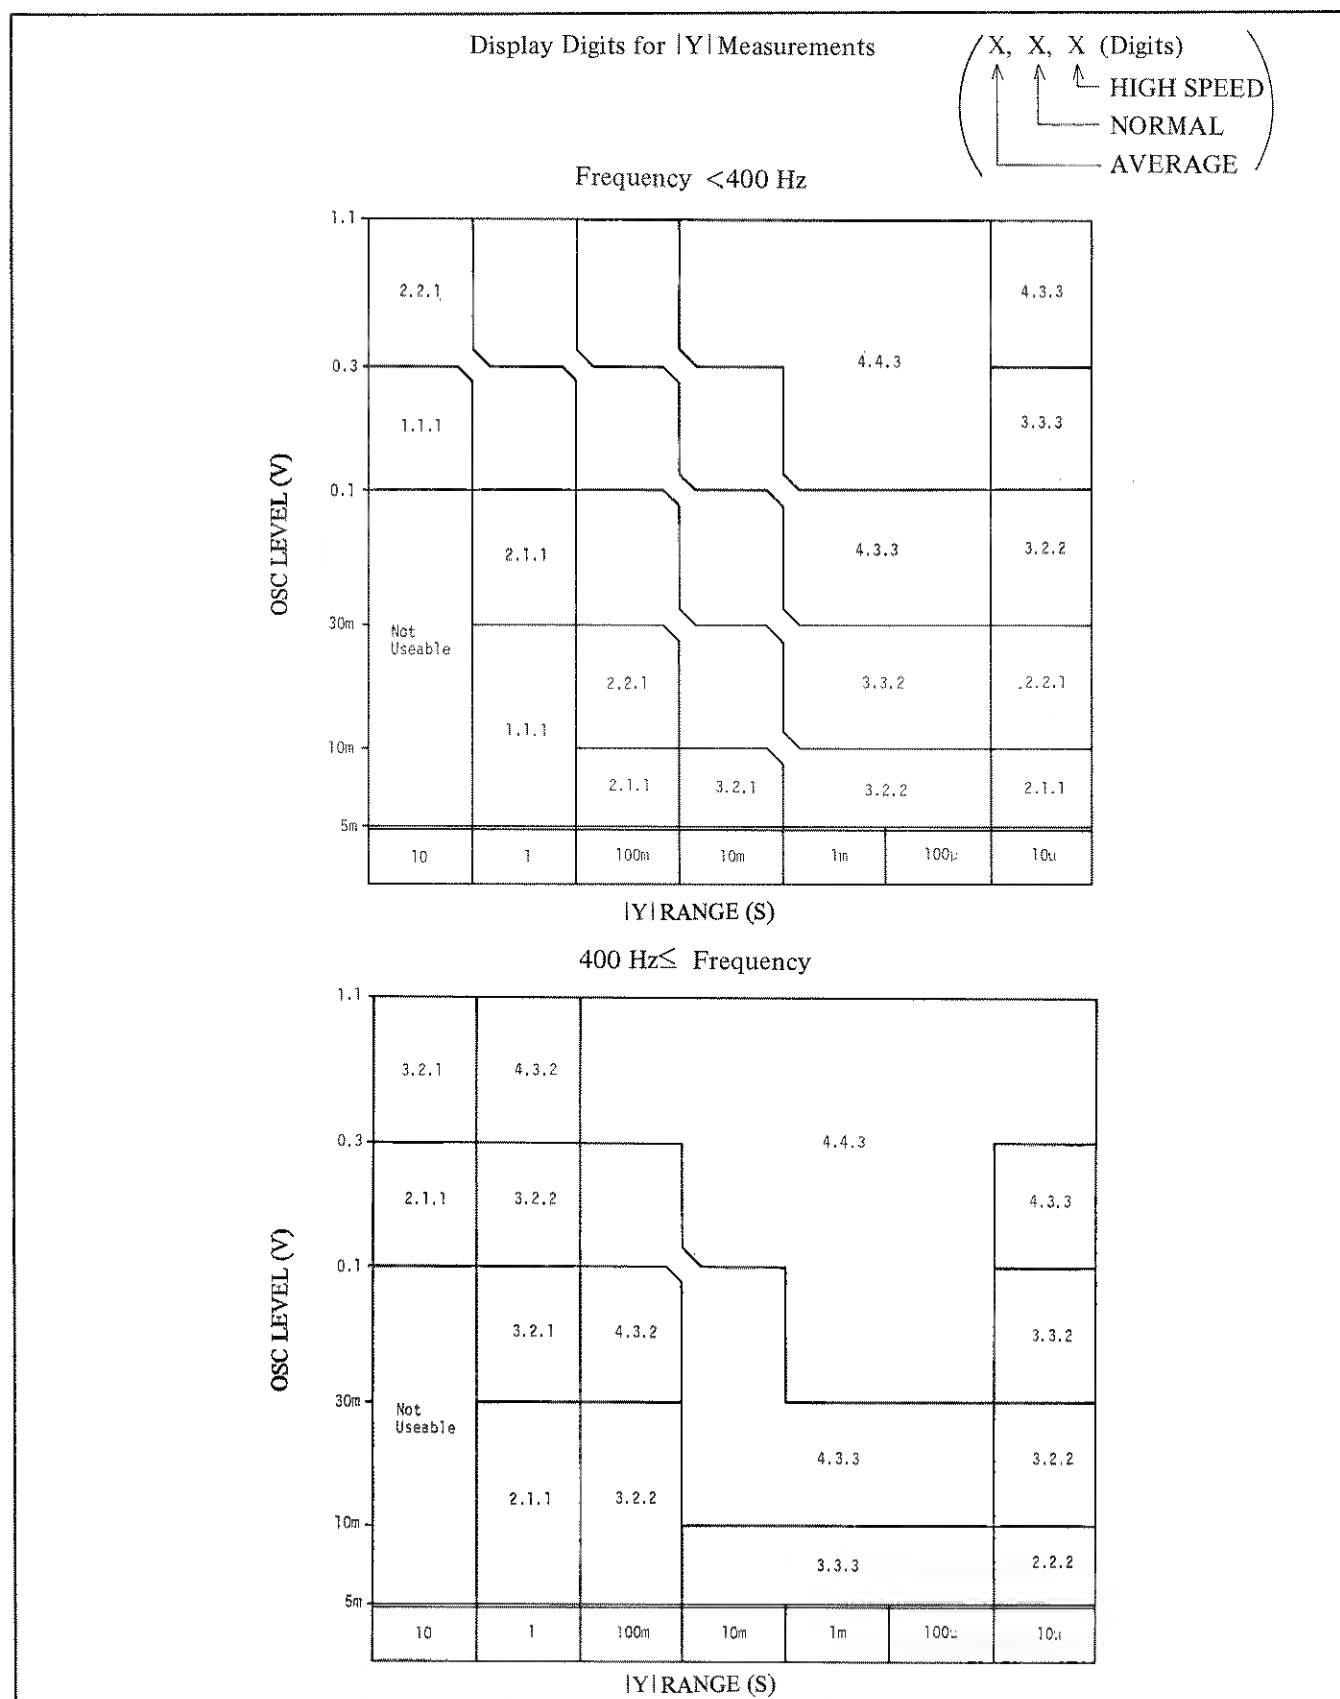 Display Digits for |Y| Measurements
X, X, X (Digits)
HIGH SPEED
NORMAL
AVERAGE
Frequency <400 Hz
1.1
2.2.1
4.3.3
0.3
4.4.3
1.1.1
3.3.3
OSC LEVEL (V)
0.1
2.1.1
4.3.3
3.2.2
30m
Not
Useable
2.2.1
3.3.2
2.2.1
1.1.1
10m
2.1.1
3.2.1
3.2.2
2.1.1
5m
10 1 100m 10m 1m 100µ 10µ
|Y| RANGE (S)
400 Hz≤ Frequency
1.1
3.2.1
4.3.2
0.3
4.4.3
2.1.1
3.2.2
4.3.3
OSC LEVEL (V)
0.1
3.2.1
4.3.2
3.3.2
30m
Not
Useable
4.3.3
3.2.2
2.1.1
3.2.2
10m
3.3.3
2.2.2
5m
10 1 100m 10m 1m 100µ 10µ
|Y| RANGE (S)